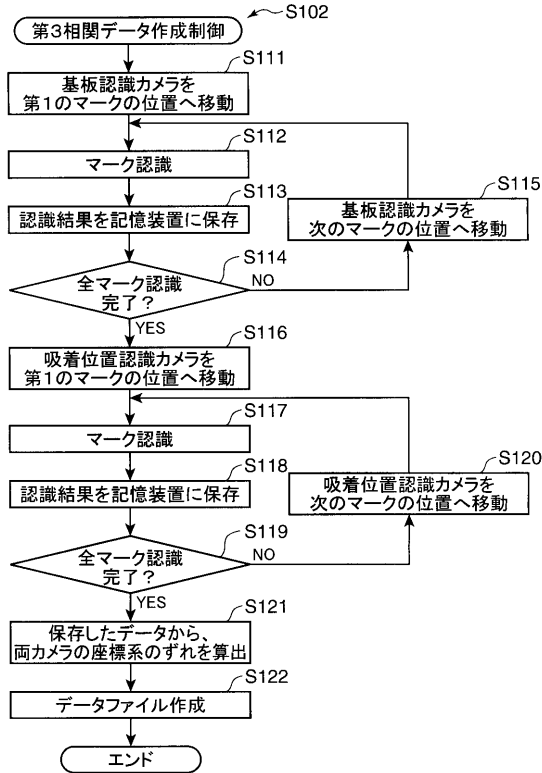 S102
第3相関データ作成制御
S111
基板認識カメラを
第1のマークの位置へ移動
S112
マーク認識
S113
認識結果を記憶装置に保存
S115
基板認識カメラを
次のマークの位置へ移動
S114
全マーク認識
完了？
NO
YES
S116
吸着位置認識カメラを
第1のマークの位置へ移動
S117
マーク認識
S118
認識結果を記憶装置に保存
S120
吸着位置認識カメラを
次のマークの位置へ移動
S119
全マーク認識
完了？
NO
YES
S121
保存したデータから、
両カメラの座標系のずれを算出
S122
データファイル作成
エンド